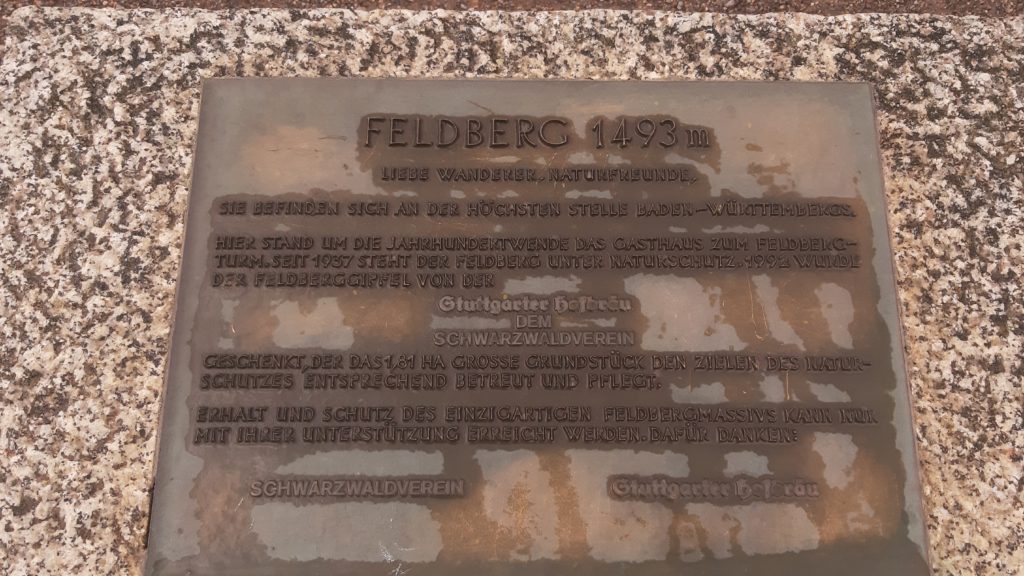 FELDBERG 1493 m
LIEBE WANDERER, NATURFREUNDE,
SIE BEFINDEN SICH AN DER HÖCHSTEN STELLE BADEN-WÜRTTEMBERGS.
HIER STAND UM DIE JAHRHUNDERTWENDE DAS GASTHAUS ZUM FELDBERG-
TURM. SEIT 1937 STEHT DER FELDBERG UNTER NATURSCHUTZ. 1992 WURDE
DER FELDBERGGIPFEL VON DER
Stuttgarter Hofbräu
DEM
SCHWARZWALDVEREIN
GESCHENKT, DER DAS 1,81 HA GROSSE GRUNDSTÜCK DEN ZIELEN DES NATUR-
SCHUTZES ENTSPRECHEND BETREUT UND PFLEGT.
ERHALT UND SCHUTZ DES EINZIGARTIGEN FELDBERGMASSIVS KANN NUR
MIT IHRER UNTERSTÜTZUNG ERREICHT WERDEN. DAFÜR DANKEN:
SCHWARZWALDVEREIN Stuttgarter Hofbräu